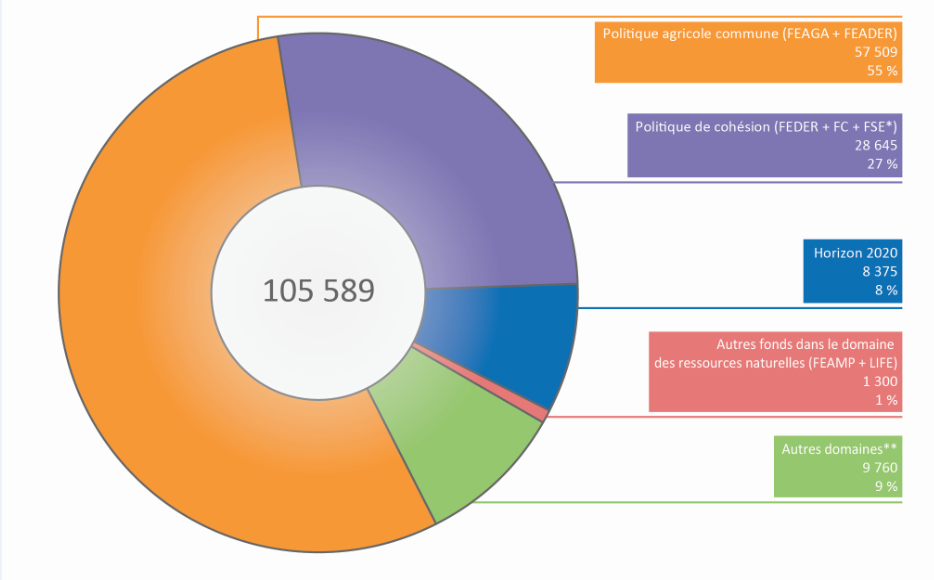 Politique agricole commune (FEAGA + FEADER)
57 509
55 %
Politique de cohésion (FEDER + FC + FSE*)
28 645
27 %
105 589
Horizon 2020
8 375
8 %
Autres fonds dans le domaine
des ressources naturelles (FEAMP + LIFE)
1 300
1 %
Autres domaines**
9 760
9 %